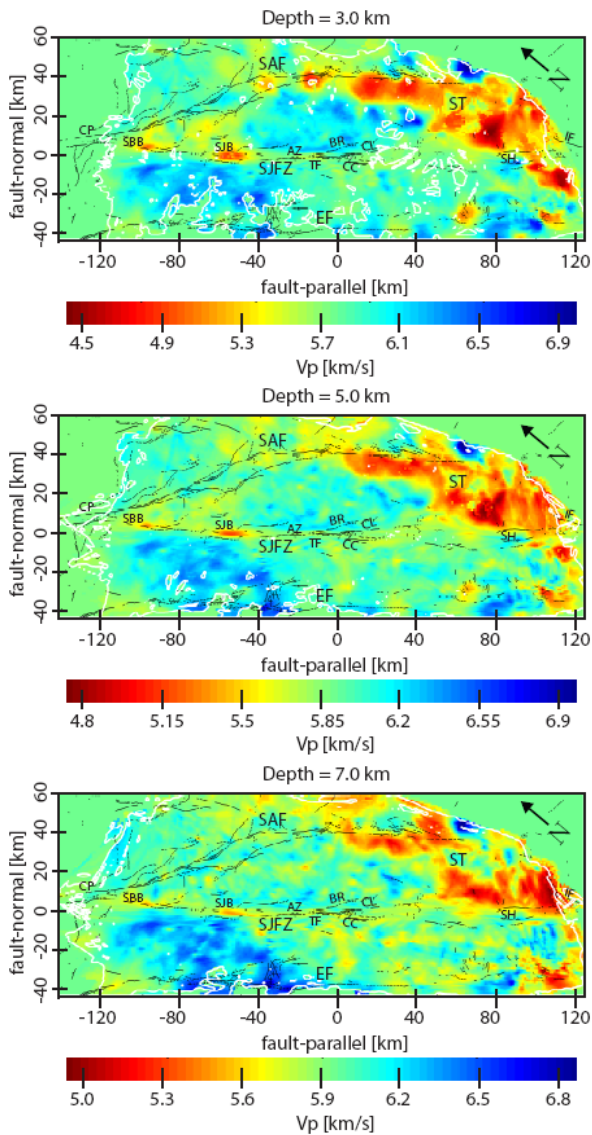 Depth = 3.0 km
fault-normal [km]
60
40
20
0
-20
-40
SAF
ST
CP
SBB
SJB
AZ
BR
CL
IF
SJFZ
TF
CC
SH
EF
N
-120
-80
-40
0
40
80
120
fault-parallel [km]
4.5
4.9
5.3
5.7
6.1
6.5
6.9
Vp [km/s]
Depth = 5.0 km
fault-normal [km]
60
40
20
0
-20
-40
SAF
ST
CP
SBB
SJB
AZ
BR
CL
IF
SJFZ
TF
CC
SH
EF
N
-120
-80
-40
0
40
80
120
fault-parallel [km]
4.8
5.15
5.5
5.85
6.2
6.55
6.9
Vp [km/s]
Depth = 7.0 km
fault-normal [km]
60
40
20
0
-20
-40
SAF
ST
CP
SBB
SJB
AZ
BR
CL
IF
SJFZ
TF
CC
SH
EF
N
-120
-80
-40
0
40
80
120
fault-parallel [km]
5.0
5.3
5.6
5.9
6.2
6.5
6.8
Vp [km/s]